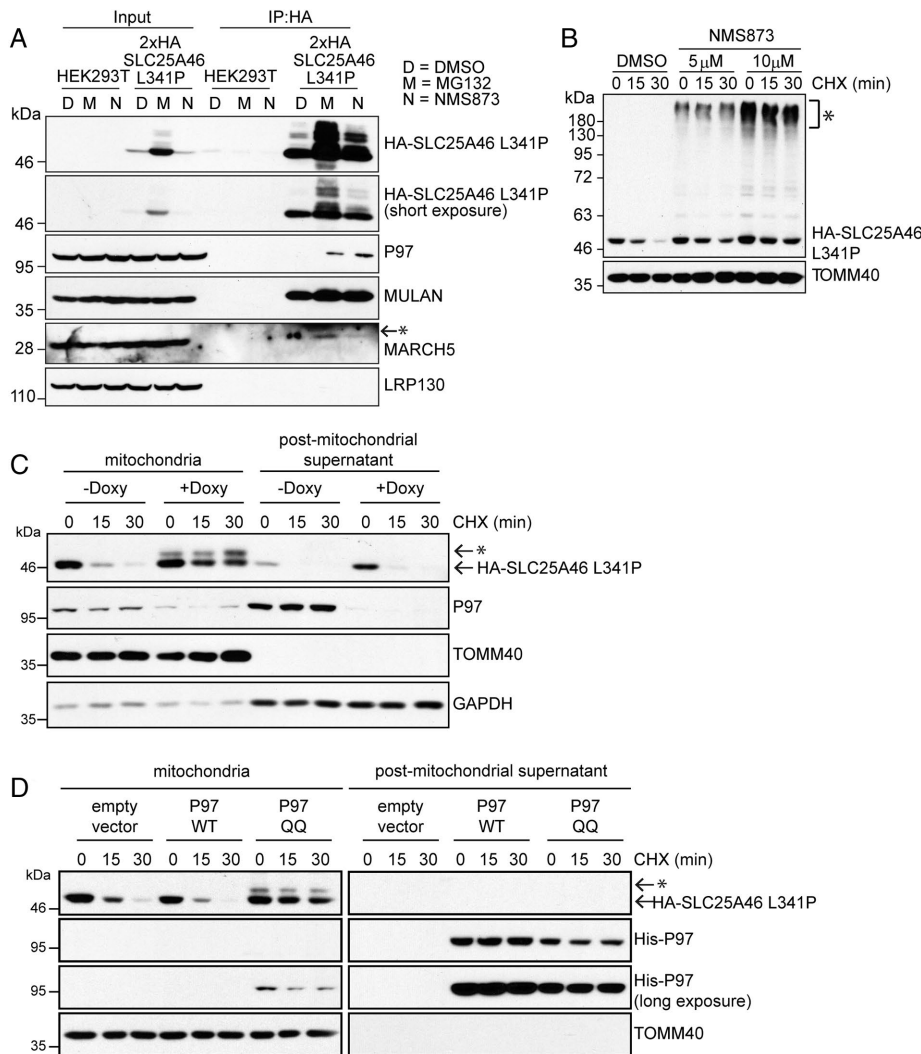 A
Input
IP:HA
HEK293T
2xHA
SLC25A46
L341P
HEK293T
2xHA
SLC25A46
L341P
D = DMSO
M = MG132
N = NMS873
kDa
D M N D M N D M N D M N
46
HA-SLC25A46 L341P
46
HA-SLC25A46 L341P
(short exposure)
95
P97
35
MULAN
←*
28
MARCH5
110
LRP130
B
NMS873
DMSO
5μM
10μM
0 15 30 0 15 30 0 15 30
CHX (min)
kDa
180
*
130
95
72
63
46
HA-SLC25A46
L341P
35
TOMM40
C
mitochondria
post-mitochondrial
supernatant
-Doxy
+Doxy
-Doxy
+Doxy
0 15 30 0 15 30 0 15 30 0 15 30
CHX (min)
kDa
←*
46
←HA-SLC25A46 L341P
95
P97
35
TOMM40
35
GAPDH
D
mitochondria
post-mitochondrial supernatant
empty
vector
P97
WT
P97
QQ
empty
vector
P97
WT
P97
QQ
0 15 30 0 15 30 0 15 30 0 15 30 0 15 30 0 15 30
CHX (min)
kDa
←*
46
←HA-SLC25A46 L341P
95
His-P97
95
His-P97
(long exposure)
35
TOMM40